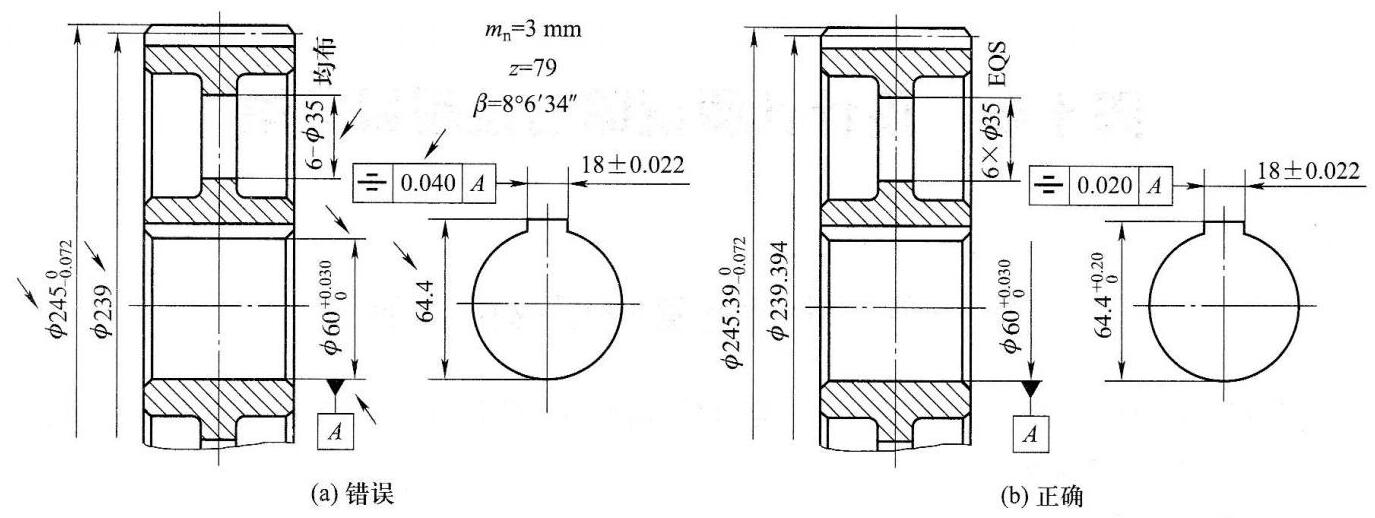 mn=3 mm
z=79
β=8°6′34″
均布
6-ϕ35
0.040 A
18±0.022
ϕ245 0 -0.072
ϕ239
ϕ60 +0.030 0
64.4
A
(a) 错误
EQS
6×ϕ35
0.020 A
18±0.022
ϕ245.39 0 -0.072
ϕ239.394
ϕ60 +0.030 0
64.4 +0.20 0
A
(b) 正确